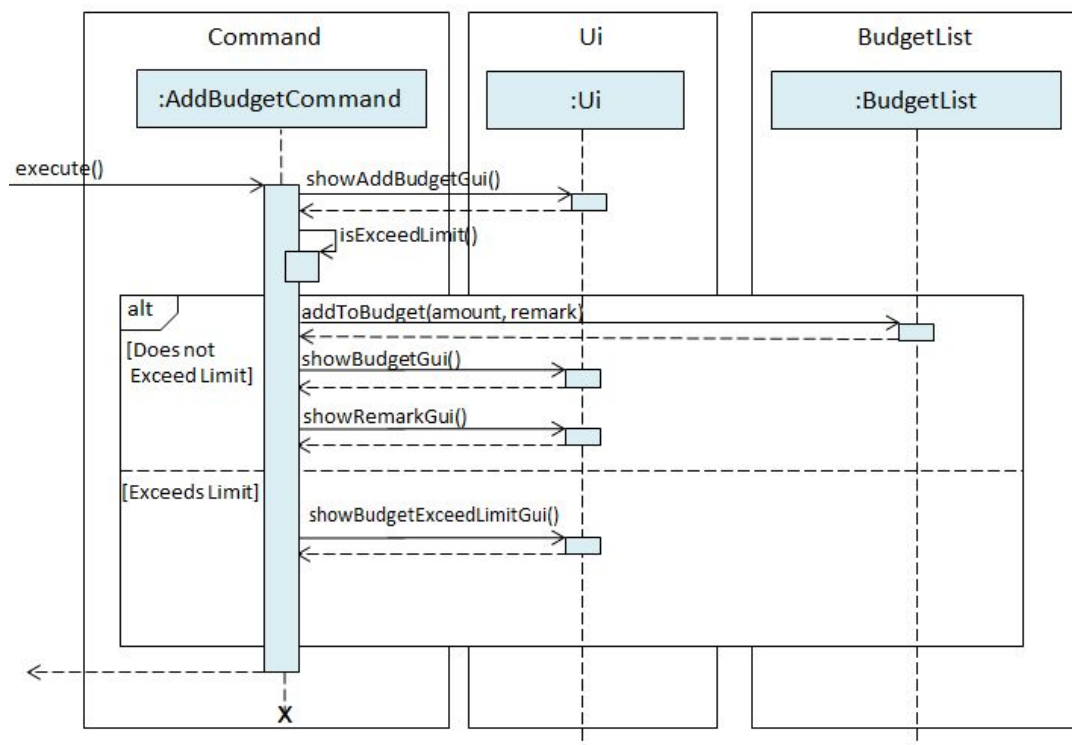 Command
Ui
BudgetList
:AddBudgetCommand
:Ui
:BudgetList
execute()
showAddBudgetGui()
isExceedLimit()
alt
addToBudget(amount, remark)
[Does not
Exceed Limit]
showBudgetGui()
showRemarkGui()
[Exceeds Limit]
showBudgetExceedLimitGui()
X